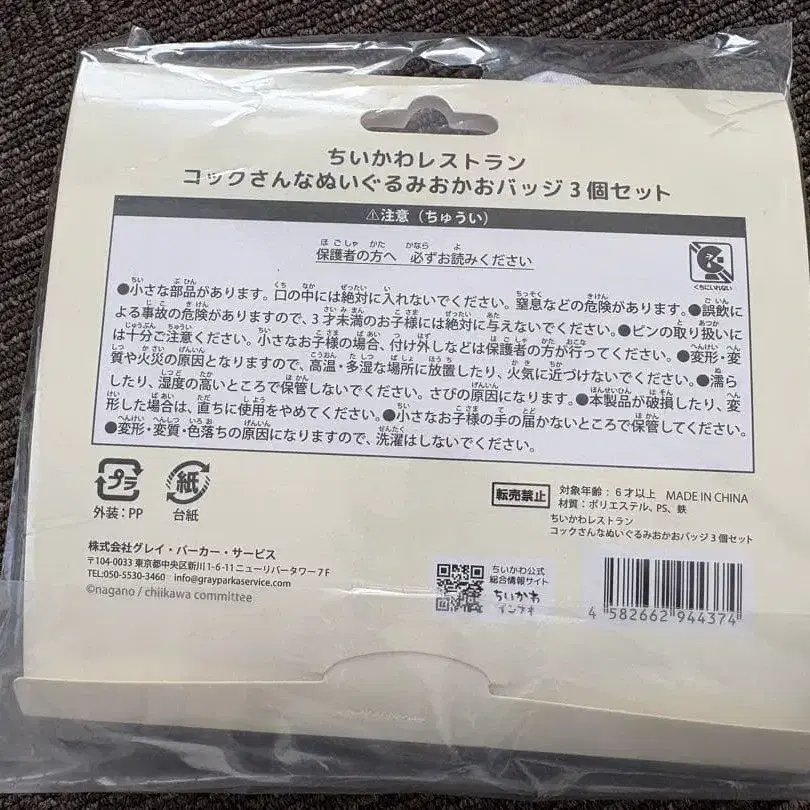 ちいかわレストラン
コックさんなぬいぐるみおかおバッジ3個セット
⚠注意（ちゅうい）
保護者の方へ 必ずお読みください
くちにいれない
●小さな部品があります。口の中には絶対に入れないでください。窒息などの危険があります。●誤飲に
よる事故の危険がありますので、3才未満のお子様には絶対に与えないでください。●ピンの取り扱いに
は十分ご注意ください。小さなお子様の場合、付け外しなどは保護者の方が行ってください。●変形・変
質や火災の原因となりますので、高温・多湿な場所に放置したり、火気に近づけないでください。●濡ら
したり、湿度の高いところで保管しないでください。さびの原因になります。●本製品が破損したり、変
形した場合は、直ちに使用をやめてください。●小さなお子様の手の届かないところで保管してください。
●変形・変質・色落ちの原因になりますので、洗濯はしないでください。
プラ
外装：PP
紙
台紙
転売禁止
対象年齢：6才以上 MADE IN CHINA
材質：ポリエステル、PS、鉄
ちいかわレストラン
コックさんなぬいぐるみおかおバッジ3個セット
株式会社グレイ・パーカー・サービス
〒104-0033 東京都中央区新川1-6-11ニューリバータワー7F
TEL:050-5530-3460 info@grayparkaservice.com
©nagano / chiikawa committee
ちいかわ公式
総合情報サイト
ちいかわ
インフォ
4 582662 944374